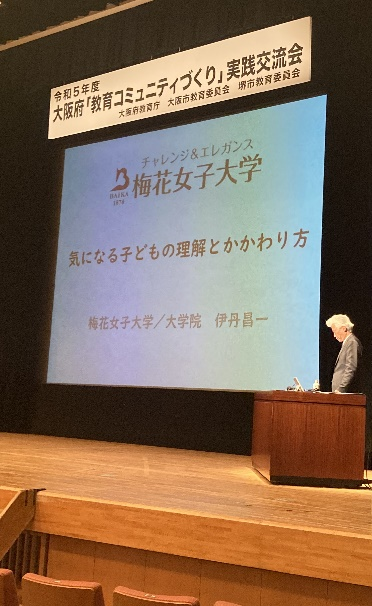 令和5年度
大阪府「教育コミュニティづくり」実践交流会
大阪府教育庁 大阪市教育委員会 堺市教育委員会
チャレンジ&エレガンス
BAIKA
1878
梅花女子大学
気になる子どもの理解とかかわり方
梅花女子大学/大学院 伊丹昌一